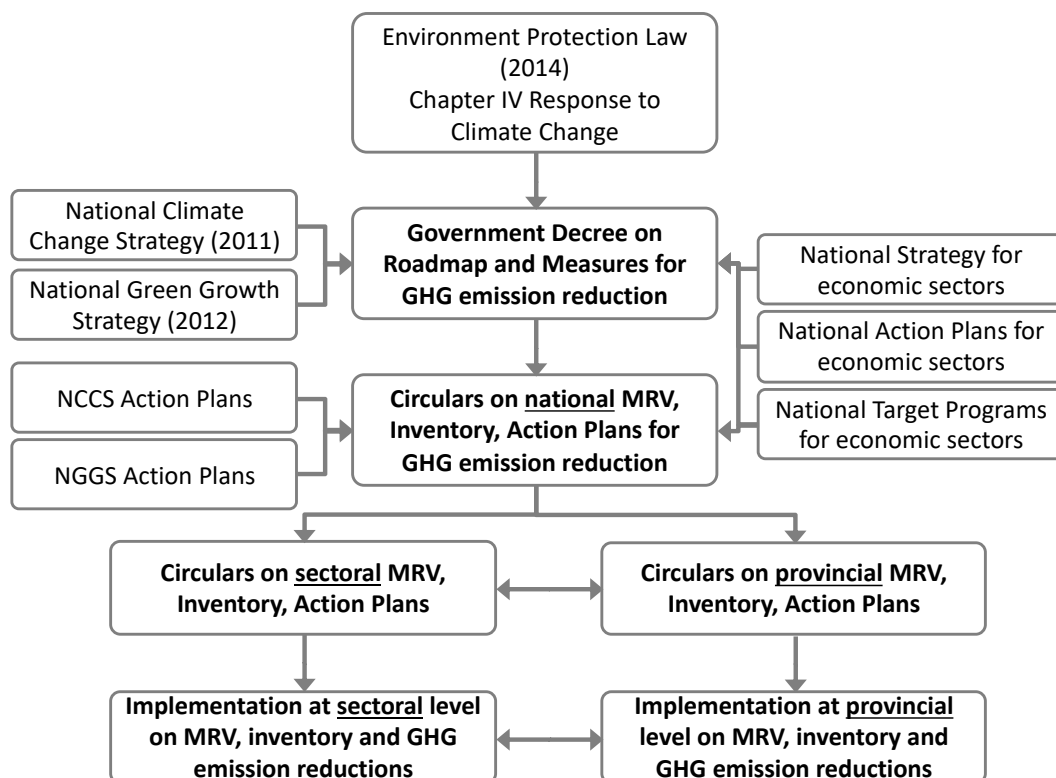 Environment Protection Law
(2014)
Chapter IV Response to
Climate Change
National Climate
Change Strategy (2011)
National Green Growth
Strategy (2012)
Government Decree on
Roadmap and Measures for
GHG emission reduction
National Strategy for
economic sectors
National Action Plans for
economic sectors
National Target Programs
for economic sectors
NCCS Action Plans
NGGS Action Plans
Circulars on national MRV,
Inventory, Action Plans for
GHG emission reduction
Circulars on sectoral MRV,
Inventory, Action Plans
Circulars on provincial MRV,
Inventory, Action Plans
Implementation at sectoral level
on MRV, inventory and GHG
emission reductions
Implementation at provincial
level on MRV, inventory and
GHG emission reductions